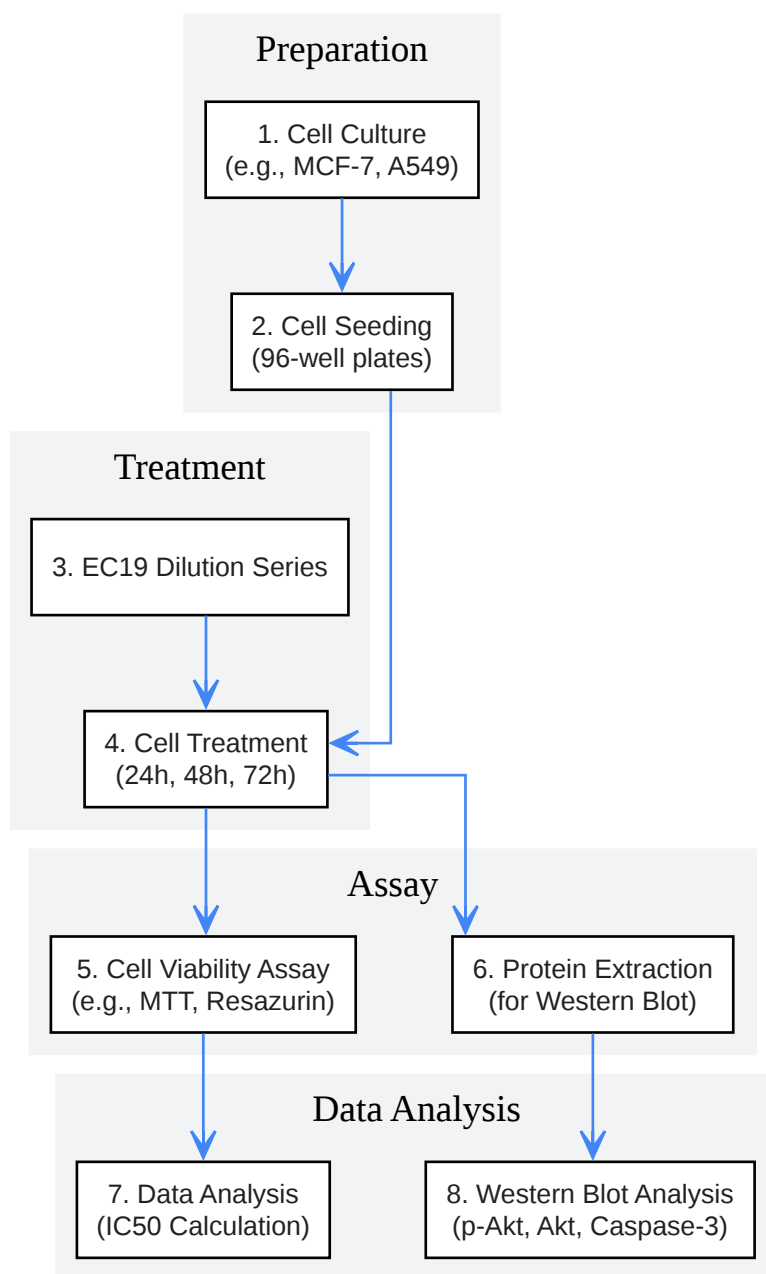 Preparation
1. Cell Culture
(e.g., MCF-7, A549)
2. Cell Seeding
(96-well plates)
Treatment
3. EC19 Dilution Series
4. Cell Treatment
(24h, 48h, 72h)
Assay
5. Cell Viability Assay
(e.g., MTT, Resazurin)
6. Protein Extraction
(for Western Blot)
Data Analysis
7. Data Analysis
(IC50 Calculation)
8. Western Blot Analysis
(p-Akt, Akt, Caspase-3)